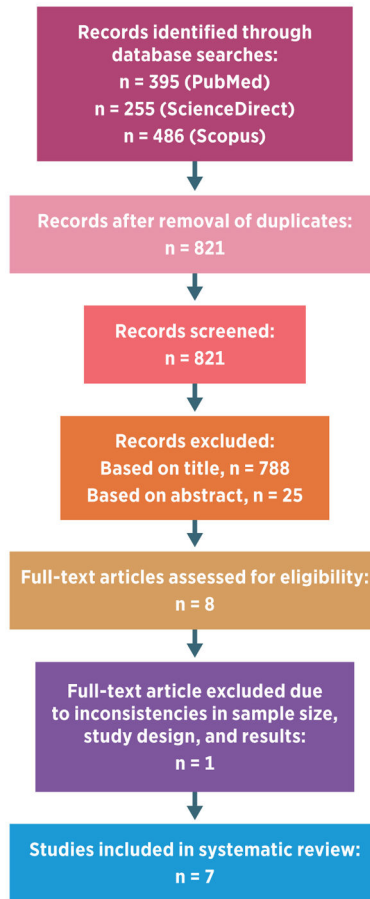 Records identified through
database searches:
n = 395 (PubMed)
n = 255 (ScienceDirect)
n = 486 (Scopus)
Records after removal of duplicates:
n = 821
Records screened:
n = 821
Records excluded:
Based on title, n = 788
Based on abstract, n = 25
Full-text articles assessed for eligibility:
n = 8
Full-text article excluded due
to inconsistencies in sample size,
study design, and results:
n = 1
Studies included in systematic review:
n = 7